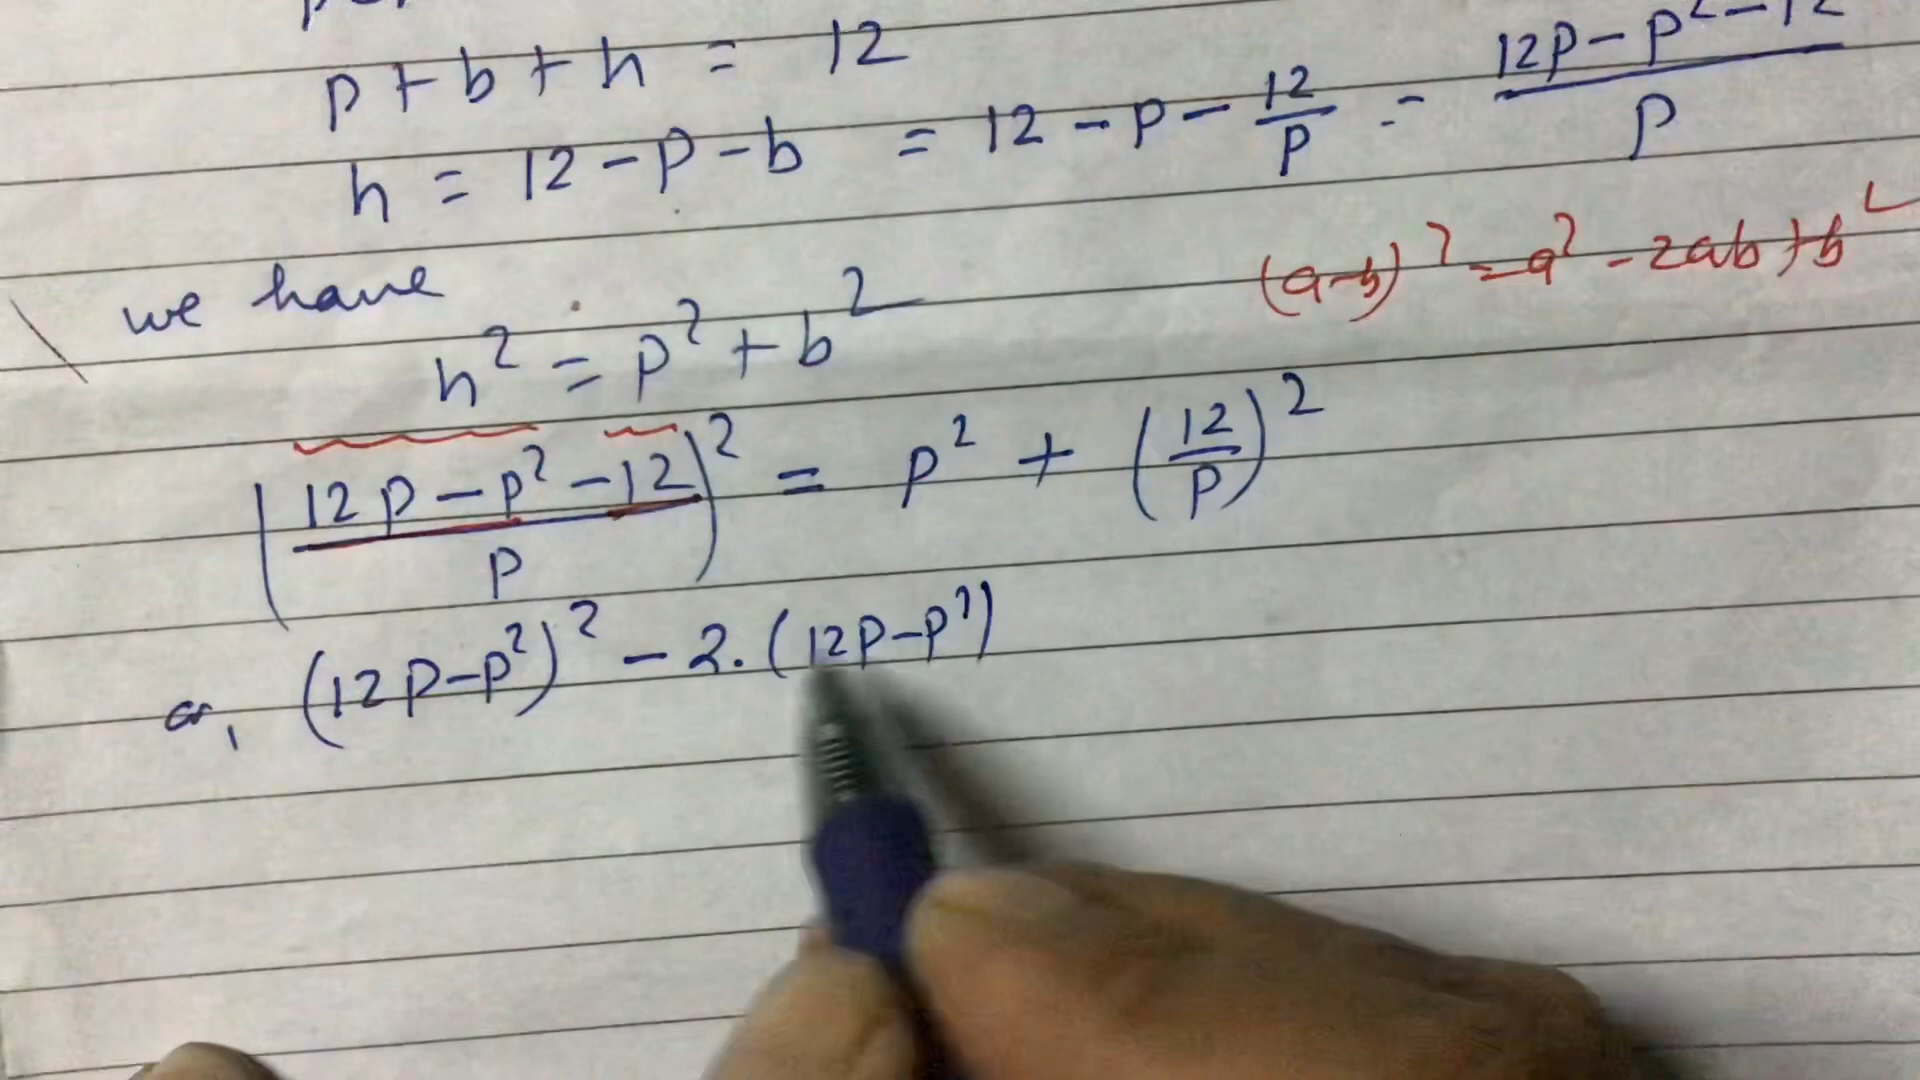 p + b + h = 12
h = 12 - p - b = 12 - p - 12/p = (12p - p² - 12)/p
(a-b)² = a² - 2ab + b²
we have
h² = p² + b²
((12p - p² - 12)/p)² = p² + (12/p)²
or, (12p - p²)² - 2.(12p - p²)